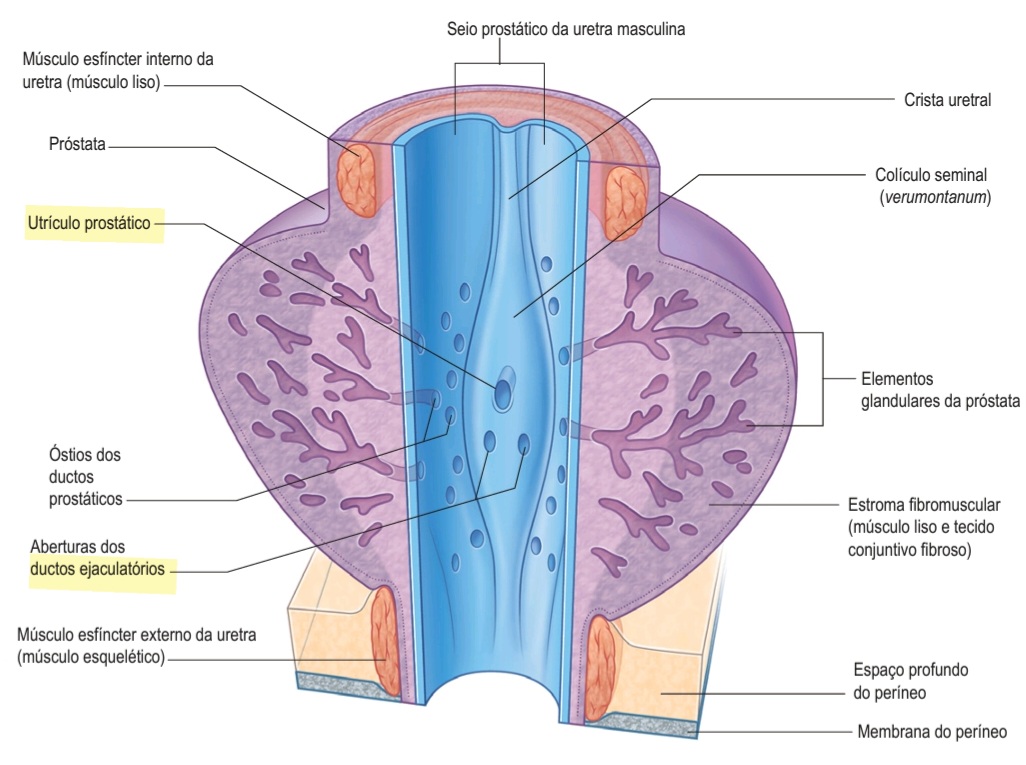 Seio prostático da uretra masculina
Músculo esfíncter interno da
uretra (músculo liso)
Próstata
Utrículo prostático
Óstios dos
ductos
prostáticos
Aberturas dos
ductos ejaculatórios
Músculo esfíncter externo da uretra
(músculo esquelético)
Crista uretral
Colículo seminal
(verumontanum)
Elementos
glandulares da próstata
Estroma fibromuscular
(músculo liso e tecido
conjuntivo fibroso)
Espaço profundo
do períneo
Membrana do períneo